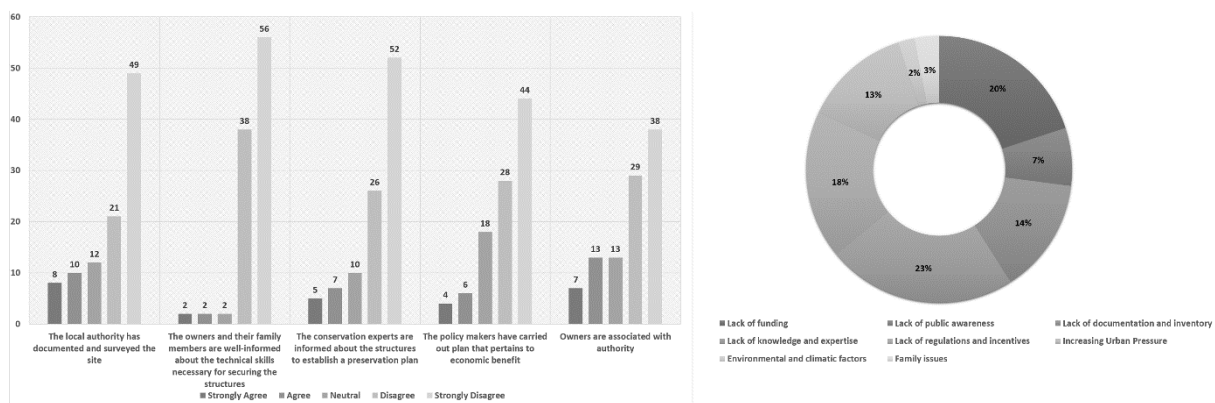 60
50
40
30
20
10
0
8
10
12
21
49
2
2
2
38
56
5
7
10
26
52
4
6
18
28
44
7
13
13
29
38
The local authority has
documented and surveyed the
site
The owners and their family
members are well-informed
about the technical skills
necessary for securing the
structures
The conservation experts are
informed about the structures
to establish a preservation plan
The policy makers have carried
out plan that pertains to
economic benefit
Owners are associated with
authority
Strongly Agree Agree Neutral Disagree Strongly Disagree
20%
7%
14%
23%
18%
13%
2%
3%
Lack of funding Lack of public awareness Lack of documentation and inventory
Lack of knowledge and expertise Lack of regulations and incentives Increasing Urban Pressure
Environmental and climatic factors Family issues